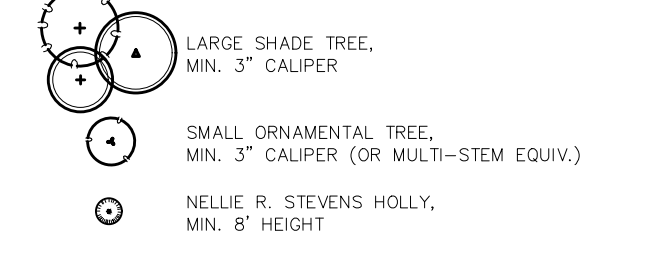 LARGE SHADE TREE,
MIN. 3" CALIPER
SMALL ORNAMENTAL TREE,
MIN. 3" CALIPER (OR MULTI-STEM EQUIV.)
NELLIE R. STEVENS HOLLY,
MIN. 8' HEIGHT